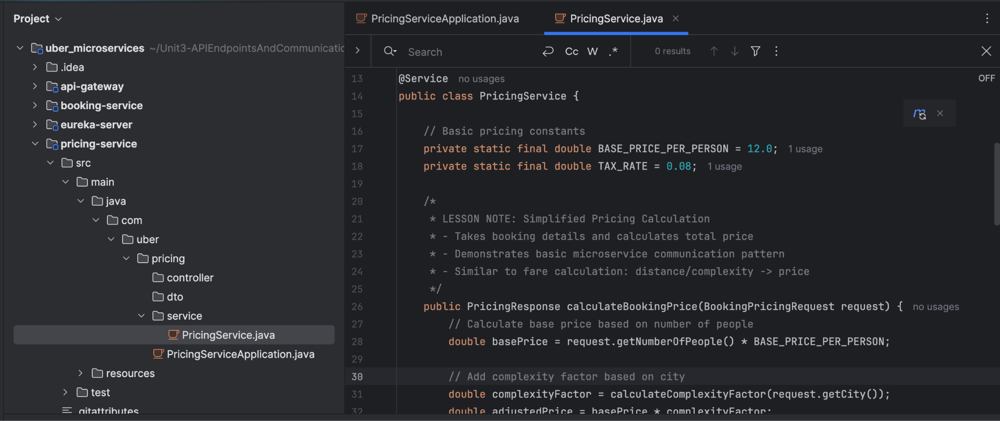 Project
uber_microservices ~/Unit3-APIEndpointsAndCommunicatio
.idea
api-gateway
booking-service
eureka-server
pricing-service
src
main
java
com
uber
pricing
controller
dto
service
PricingService.java
PricingServiceApplication.java
resources
test
.gitattributes
PricingServiceApplication.java PricingService.java
Search Cc W .* 0 results
OFF
13 @Service no usages
14 public class PricingService {
15
16 // Basic pricing constants
17 private static final double BASE_PRICE_PER_PERSON = 12.0; 1 usage
18 private static final double TAX_RATE = 0.08; 1 usage
19
20 /*
21 * LESSON NOTE: Simplified Pricing Calculation
22 * - Takes booking details and calculates total price
23 * - Demonstrates basic microservice communication pattern
24 * - Similar to fare calculation: distance/complexity -> price
25 */
26 public PricingResponse calculateBookingPrice(BookingPricingRequest request) { no usages
27 // Calculate base price based on number of people
28 double basePrice = request.getNumberOfPeople() * BASE_PRICE_PER_PERSON;
29
30 // Add complexity factor based on city
31 double complexityFactor = calculateComplexityFactor(request.getCity());
32 double adjustedPrice = basePrice * complexityFactor;